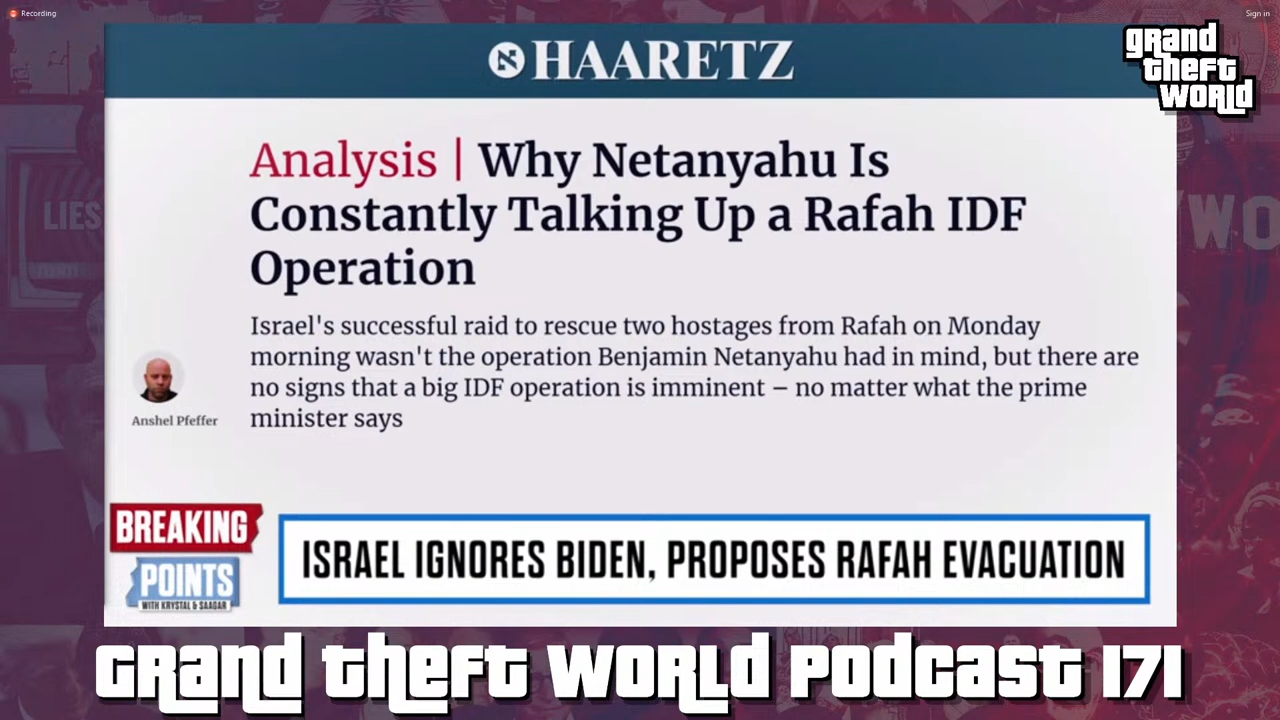 Recording
Sign in
HAARETZ
grand
theft
world
Analysis | Why Netanyahu Is
Constantly Talking Up a Rafah IDF
Operation
Israel's successful raid to rescue two hostages from Rafah on Monday
morning wasn't the operation Benjamin Netanyahu had in mind, but there are
no signs that a big IDF operation is imminent – no matter what the prime
minister says
Anshel Pfeffer
LIES
WO
BREAKING
POINTS
WITH KRYSTAL & SAAGAR
ISRAEL IGNORES BIDEN, PROPOSES RAFAH EVACUATION
Grand theft WORLD PODCAST 171